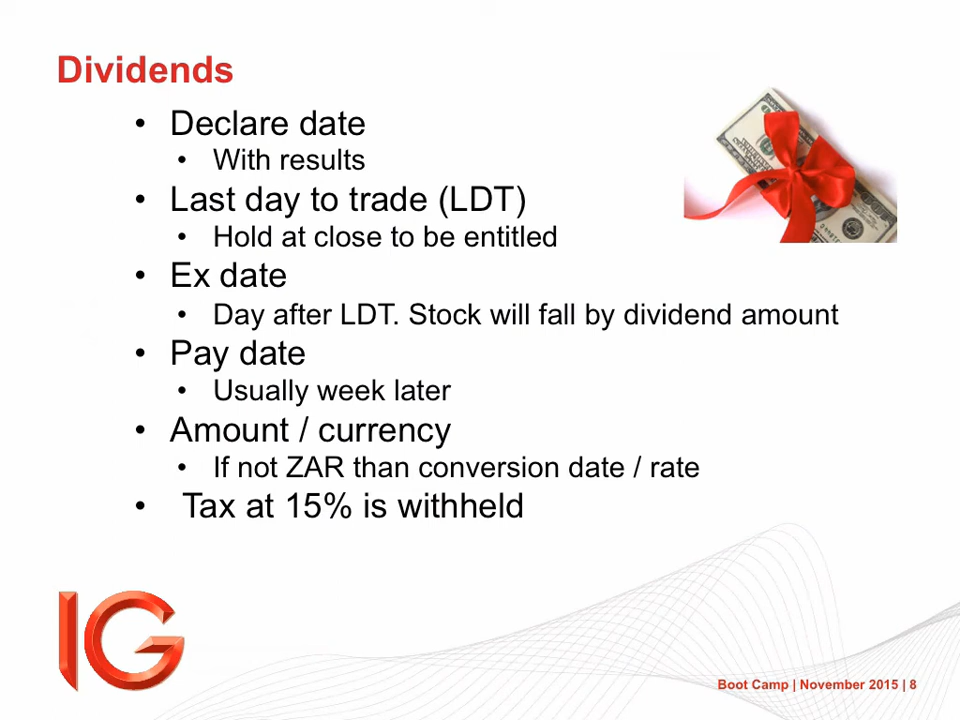 Dividends
• Declare date
• With results
• Last day to trade (LDT)
• Hold at close to be entitled
• Ex date
• Day after LDT. Stock will fall by dividend amount
• Pay date
• Usually week later
• Amount / currency
• If not ZAR than conversion date / rate
• Tax at 15% is withheld
IG
Boot Camp | November 2015 | 8